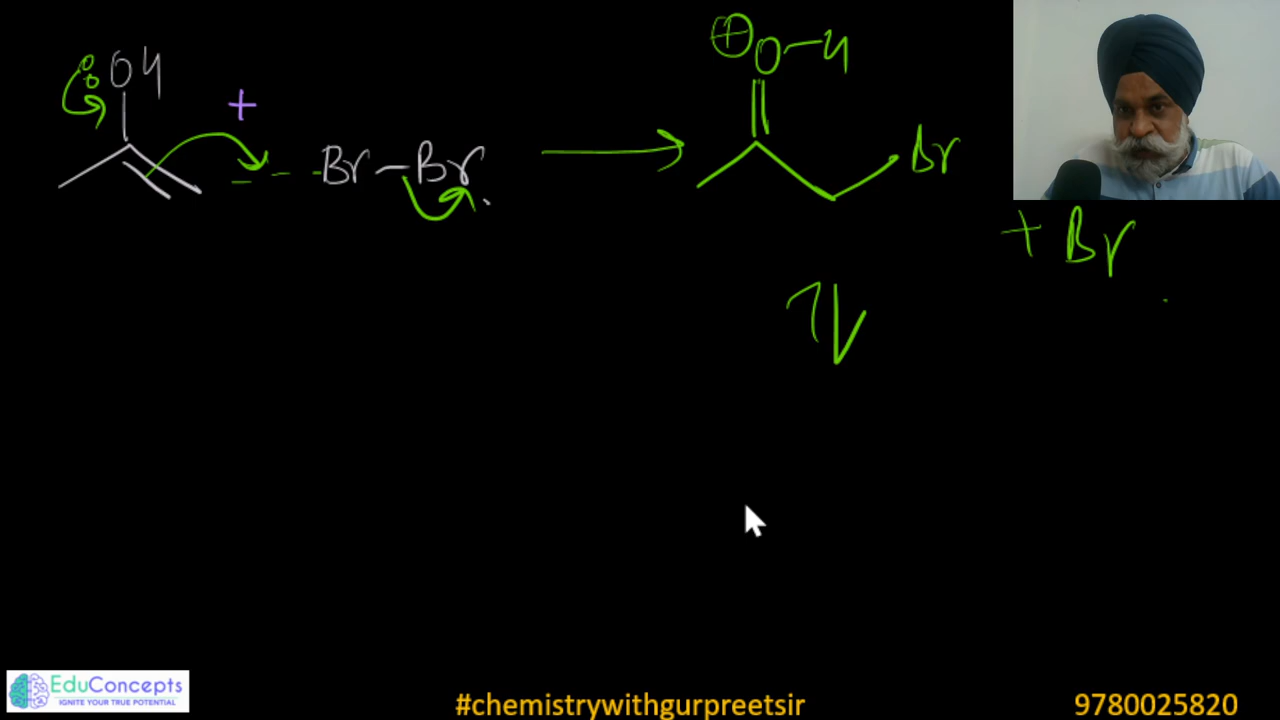 OH
+
Br - Br
⊕
O-H
Br
+ Br
EduConcepts
IGNITE YOUR TRUE POTENTIAL
#chemistrywithgurpreetsir
9780025820